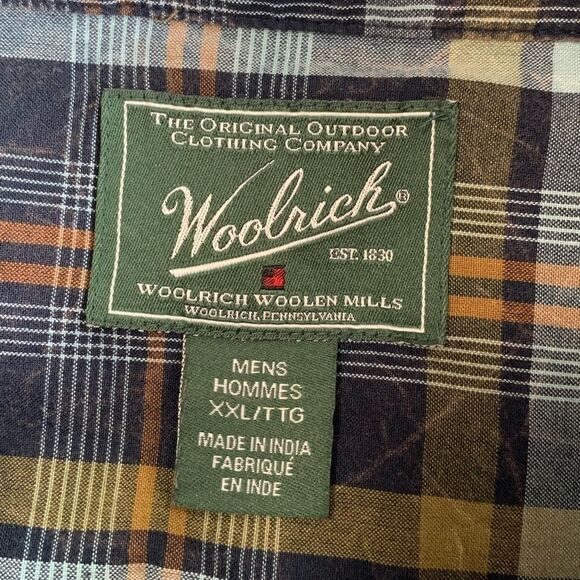 THE ORIGINAL OUTDOOR
CLOTHING COMPANY
Woolrich®
EST. 1830
WOOLRICH WOOLEN MILLS
WOOLRICH, PENNSYLVANIA
MENS
HOMMES
XXL/TTG
MADE IN INDIA
FABRIQUÉ
EN INDE